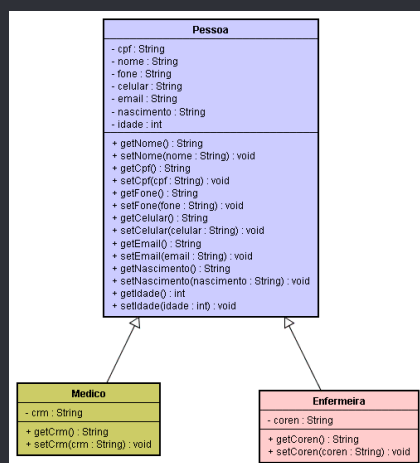 Pessoa
- cpf : String
- nome : String
- fone : String
- celular : String
- email : String
- nascimento : String
- idade : int
+ getNome() : String
+ setNome(nome : String) : void
+ getCpf() : String
+ setCpf(cpf : String) : void
+ getFone() : String
+ setFone(fone : String) : void
+ getCelular() : String
+ setCelular(celular : String) : void
+ getEmail() : String
+ setEmail(email : String) : void
+ getNascimento() : String
+ setNascimento(nascimento : String) : void
+ getIdade() : int
+ setIdade(idade : int) : void
Medico
- crm : String
+ getCrm() : String
+ setCrm(crm : String) : void
Enfermeira
- coren : String
+ getCoren() : String
+ setCoren(coren : String) : void